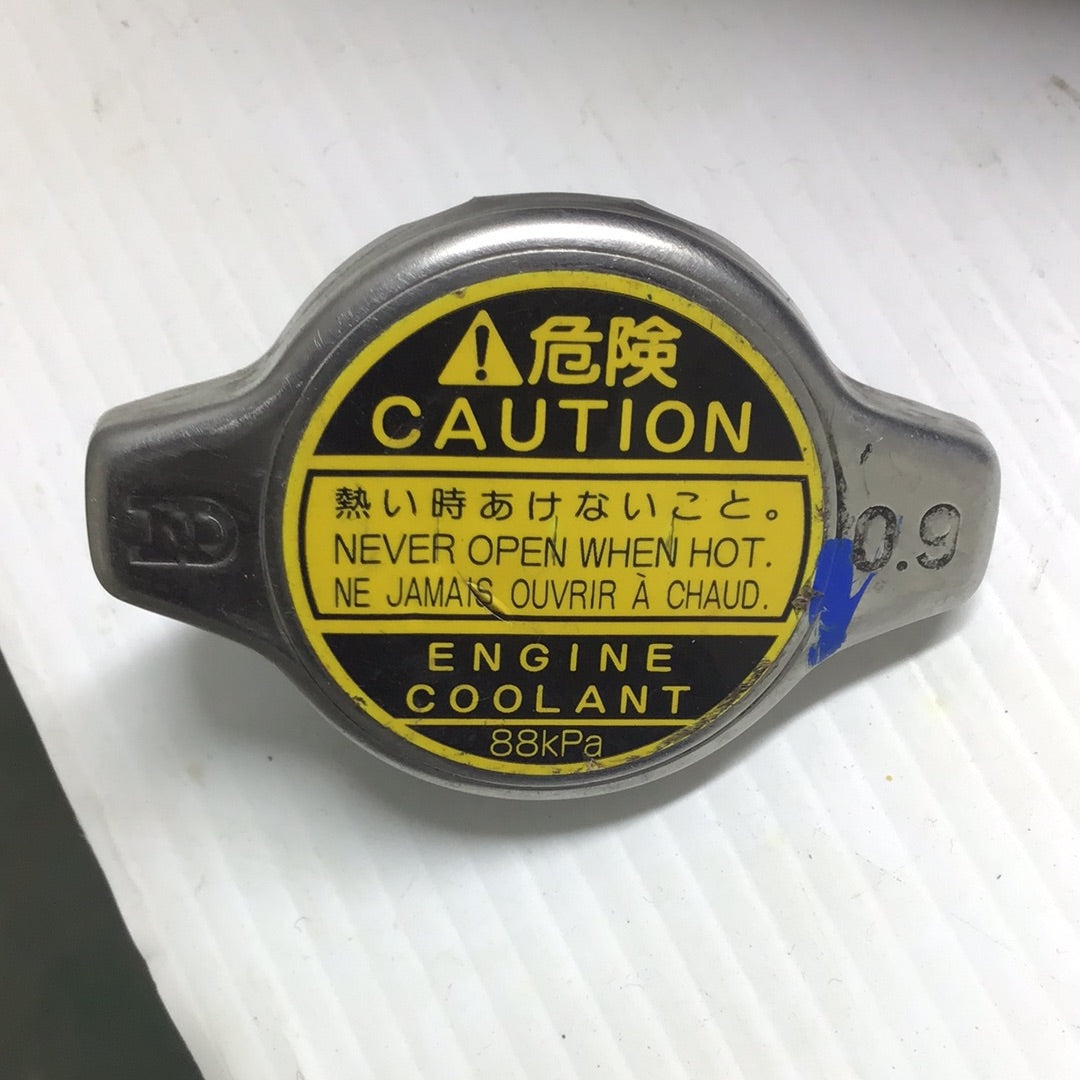 危険
CAUTION
熱い時あけないこと。
NEVER OPEN WHEN HOT.
NE JAMAIS OUVRIR À CHAUD.
ENGINE
COOLANT
88kPa
ND
0.9